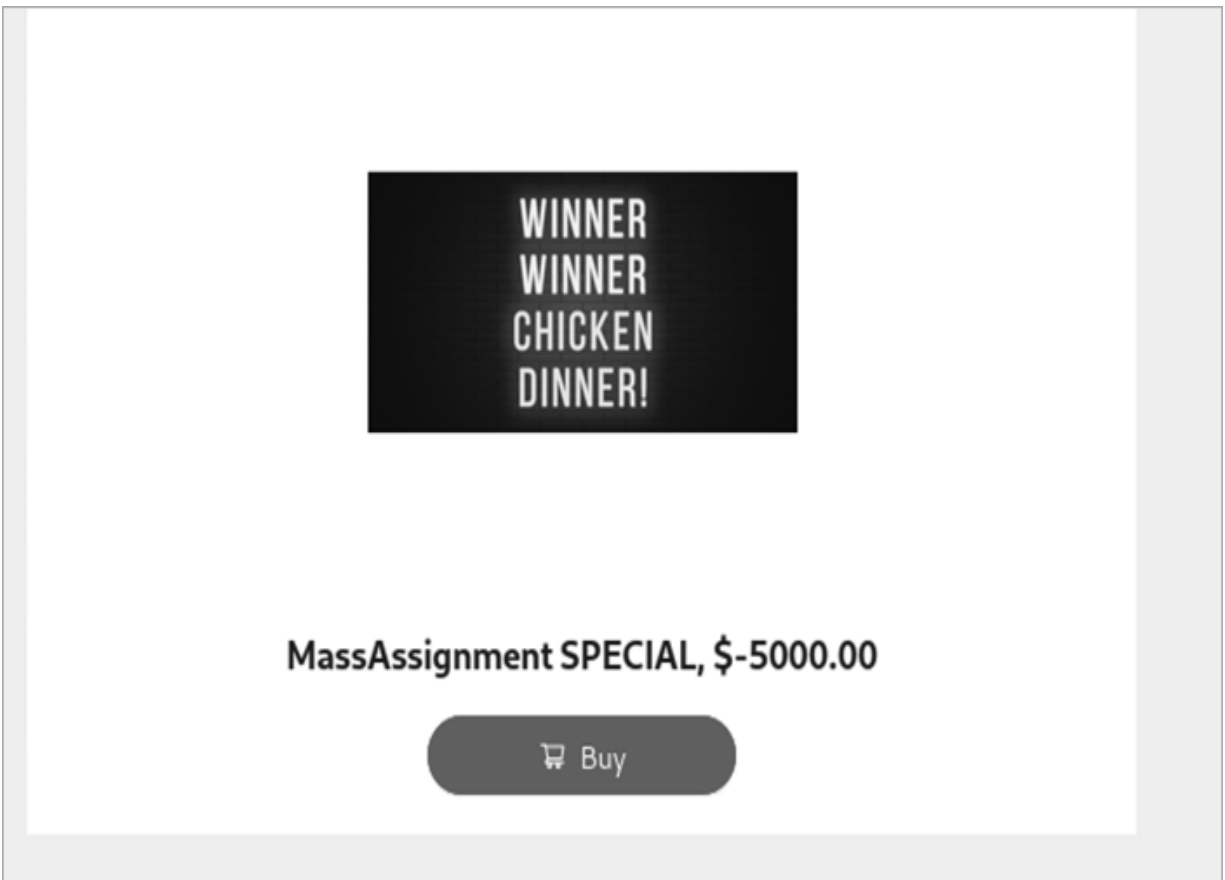 WINNER
WINNER
CHICKEN
DINNER!
MassAssignment SPECIAL, $-5000.00
Buy